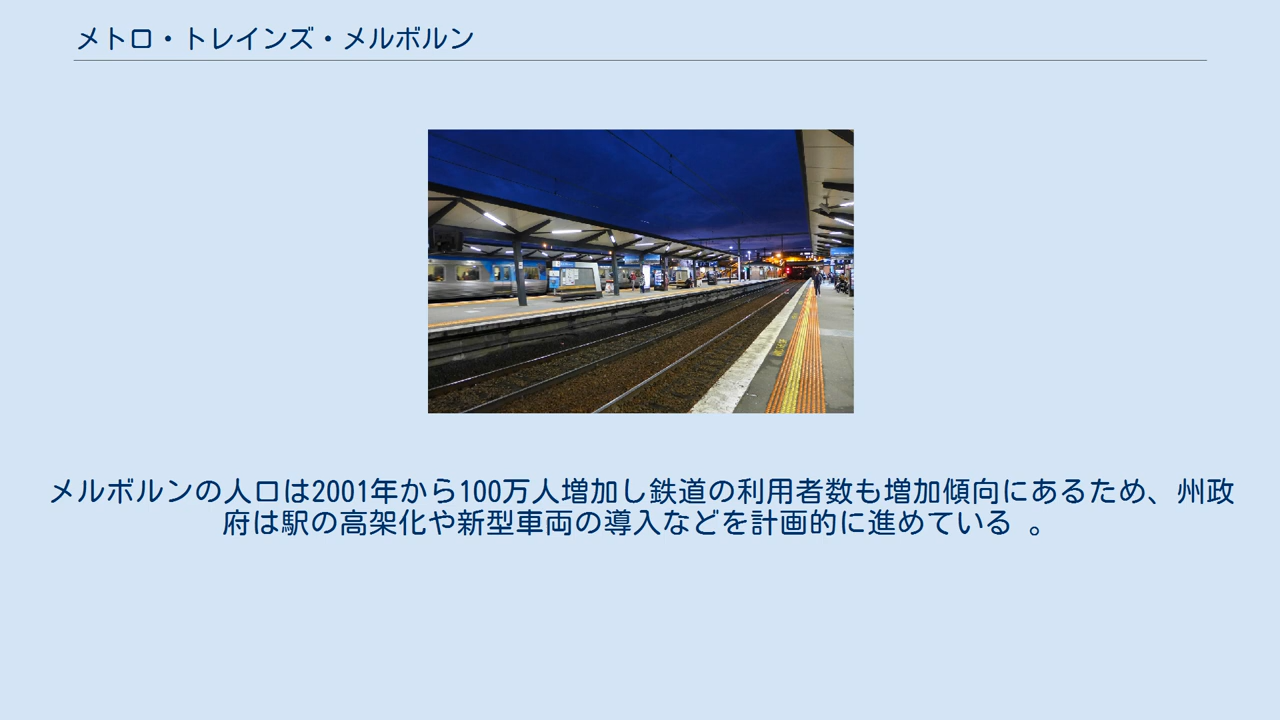 メトロ・トレインズ・メルボルン
メルボルンの人口は2001年から100万人増加し鉄道の利用者数も増加傾向にあるため、州政
府は駅の高架化や新型車両の導入などを計画的に進めている 。